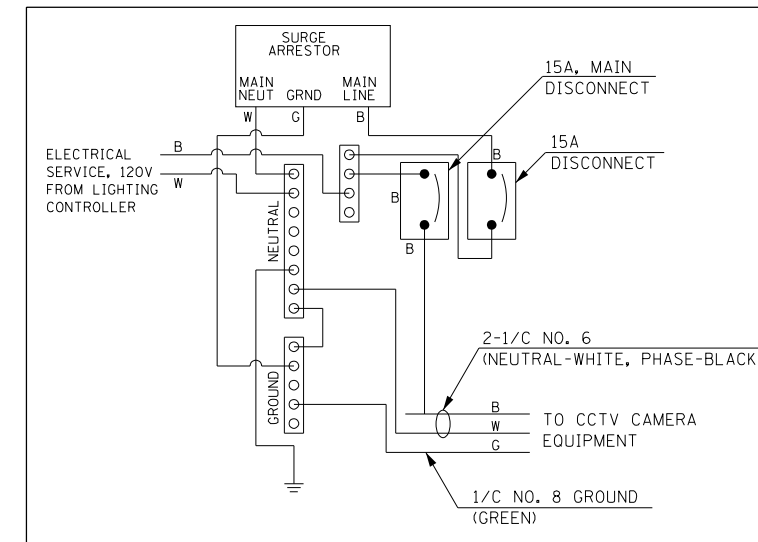 SURGE
ARRESTOR
MAIN
NEUT
GRND
MAIN
LINE
W
G
B
15A, MAIN
DISCONNECT
15A
DISCONNECT
ELECTRICAL
SERVICE, 120V
FROM LIGHTING
CONTROLLER
B
W
B
B
B
NEUTRAL
GROUND
2-1/C NO. 6
(NEUTRAL-WHITE, PHASE-BLACK
B
W
G
TO CCTV CAMERA
EQUIPMENT
1/C NO. 8 GROUND
(GREEN)